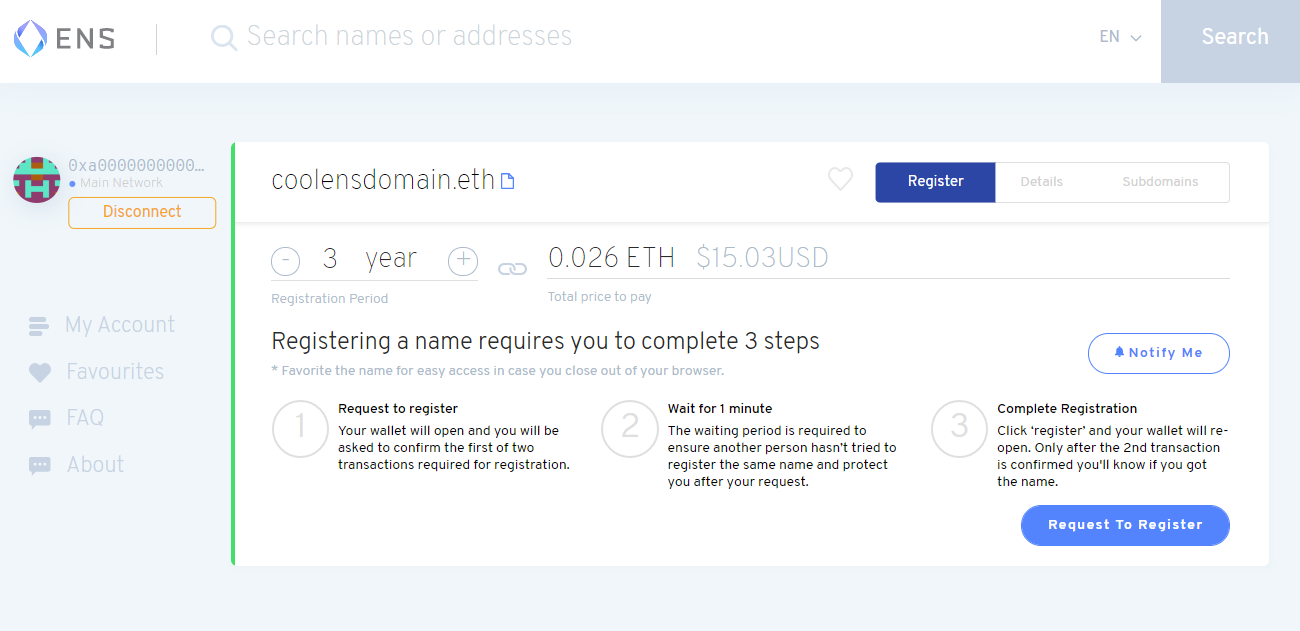 ENS
Search names or addresses
EN
Search
0xa0000000000...
Main Network
Disconnect
My Account
Favourites
FAQ
About
coolensdomain.eth
Register
Details
Subdomains
- 3 year +
Registration Period
0.026 ETH $15.03USD
Total price to pay
Registering a name requires you to complete 3 steps
* Favorite the name for easy access in case you close out of your browser.
Notify Me
1
Request to register
Your wallet will open and you will be
asked to confirm the first of two
transactions required for registration.
2
Wait for 1 minute
The waiting period is required to
ensure another person hasn’t tried to
register the same name and protect
you after your request.
3
Complete Registration
Click ‘register’ and your wallet will re-
open. Only after the 2nd transaction
is confirmed you'll know if you got
the name.
Request To Register